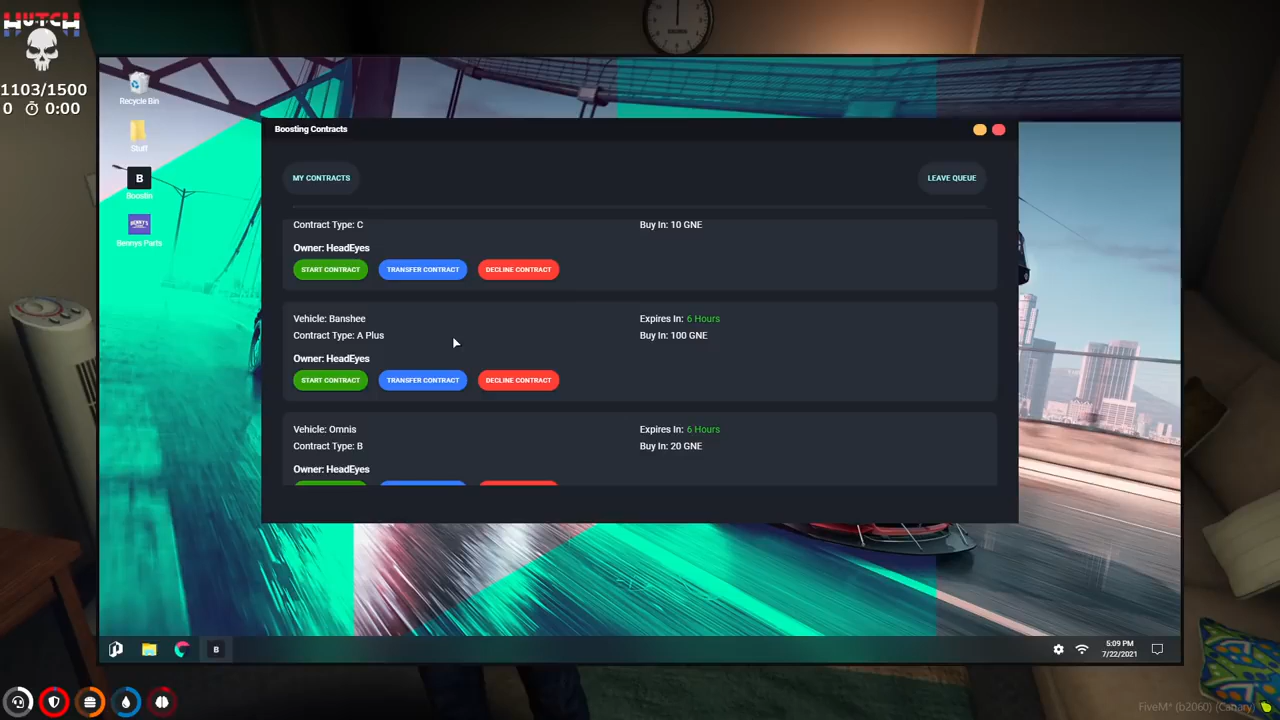 HUTCH
1103/1500
0 0:00
Recycle Bin
Stuff
B
Boostin
BENNY'S
Bennys Parts
Boosting Contracts
MY CONTRACTS
LEAVE QUEUE
Contract Type: C
Buy In: 10 GNE
Owner: HeadEyes
START CONTRACT
TRANSFER CONTRACT
DECLINE CONTRACT
Vehicle: Banshee
Expires In: 6 Hours
Contract Type: A Plus
Buy In: 100 GNE
Owner: HeadEyes
START CONTRACT
TRANSFER CONTRACT
DECLINE CONTRACT
Vehicle: Omnis
Expires In: 6 Hours
Contract Type: B
Buy In: 20 GNE
Owner: HeadEyes
B
5:09 PM
7/22/2021
FiveM* (b2060) (Canary)